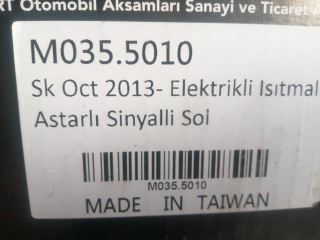 RT Otomobil Aksamları Sanayi ve Ticaret A
M035.5010
Sk Oct 2013- Elektrikli Isıtmal
Astarlı Sinyalli Sol
M035.5010
MADE IN TAIWAN